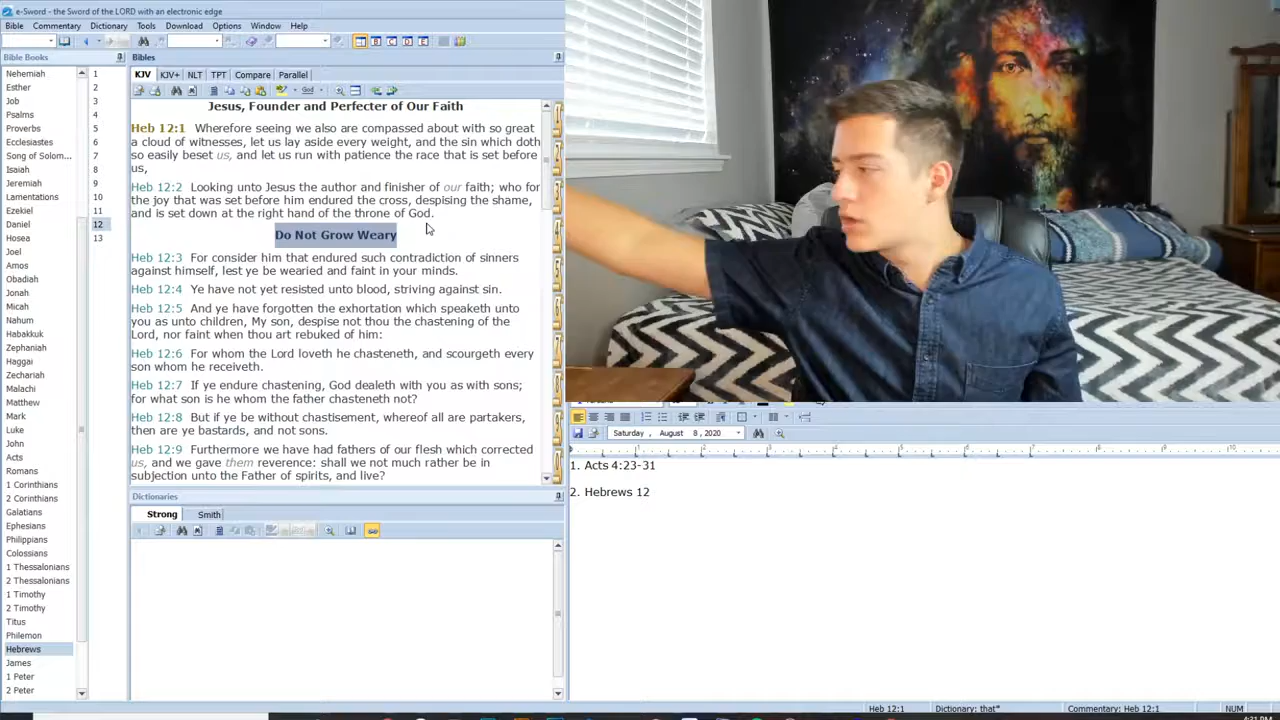 e-Sword - the Sword of the LORD with an electronic edge
Bible Commentary Dictionary Tools Download Options Window Help
Bible Books
Nehemiah
Esther
Job
Psalms
Proverbs
Ecclesiastes
Song of Solom...
Isaiah
Jeremiah
Lamentations
Ezekiel
Daniel
Hosea
Joel
Amos
Obadiah
Jonah
Micah
Nahum
Habakkuk
Zephaniah
Haggai
Zechariah
Malachi
Matthew
Mark
Luke
John
Acts
Romans
1 Corinthians
2 Corinthians
Galatians
Ephesians
Philippians
Colossians
1 Thessalonians
2 Thessalonians
1 Timothy
2 Timothy
Titus
Philemon
Hebrews
James
1 Peter
2 Peter
1
2
3
4
5
6
7
8
9
10
11
12
13
Bibles
KJV KJV+ NLT TPT Compare Parallel
Jesus, Founder and Perfecter of Our Faith
Heb 12:1 Wherefore seeing we also are compassed about with so great
a cloud of witnesses, let us lay aside every weight, and the sin which doth
so easily beset us, and let us run with patience the race that is set before
us,
Heb 12:2 Looking unto Jesus the author and finisher of our faith; who for
the joy that was set before him endured the cross, despising the shame,
and is set down at the right hand of the throne of God.
Do Not Grow Weary
Heb 12:3 For consider him that endured such contradiction of sinners
against himself, lest ye be wearied and faint in your minds.
Heb 12:4 Ye have not yet resisted unto blood, striving against sin.
Heb 12:5 And ye have forgotten the exhortation which speaketh unto
you as unto children, My son, despise not thou the chastening of the
Lord, nor faint when thou art rebuked of him:
Heb 12:6 For whom the Lord loveth he chasteneth, and scourgeth every
son whom he receiveth.
Heb 12:7 If ye endure chastening, God dealeth with you as with sons;
for what son is he whom the father chasteneth not?
Heb 12:8 But if ye be without chastisement, whereof all are partakers,
then are ye bastards, and not sons.
Heb 12:9 Furthermore we have had fathers of our flesh which corrected
us, and we gave them reverence: shall we not much rather be in
subjection unto the Father of spirits, and live?
Dictionaries
Strong Smith
Saturday , August 8, 2020
1. Acts 4:23-31
2. Hebrews 12
Heb 12:1 Dictionary: that" Commentary: Heb 12:1 NUM